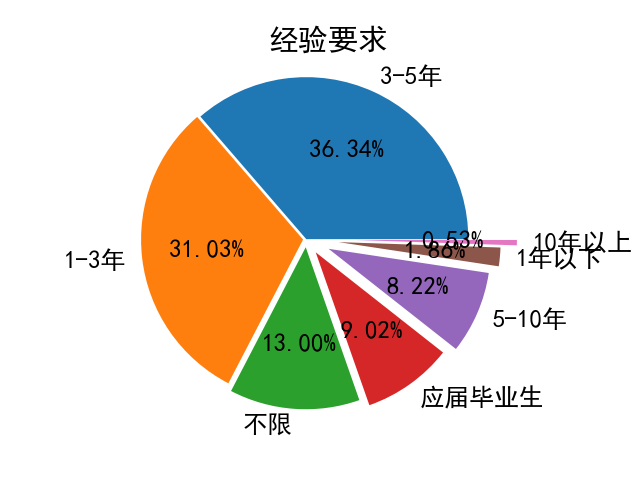 经验要求
3-5年
36.34%
1-3年
31.03%
不限
13.00%
应届毕业生
9.02%
5-10年
8.22%
1年以下
1.86%
10年以上
0.53%